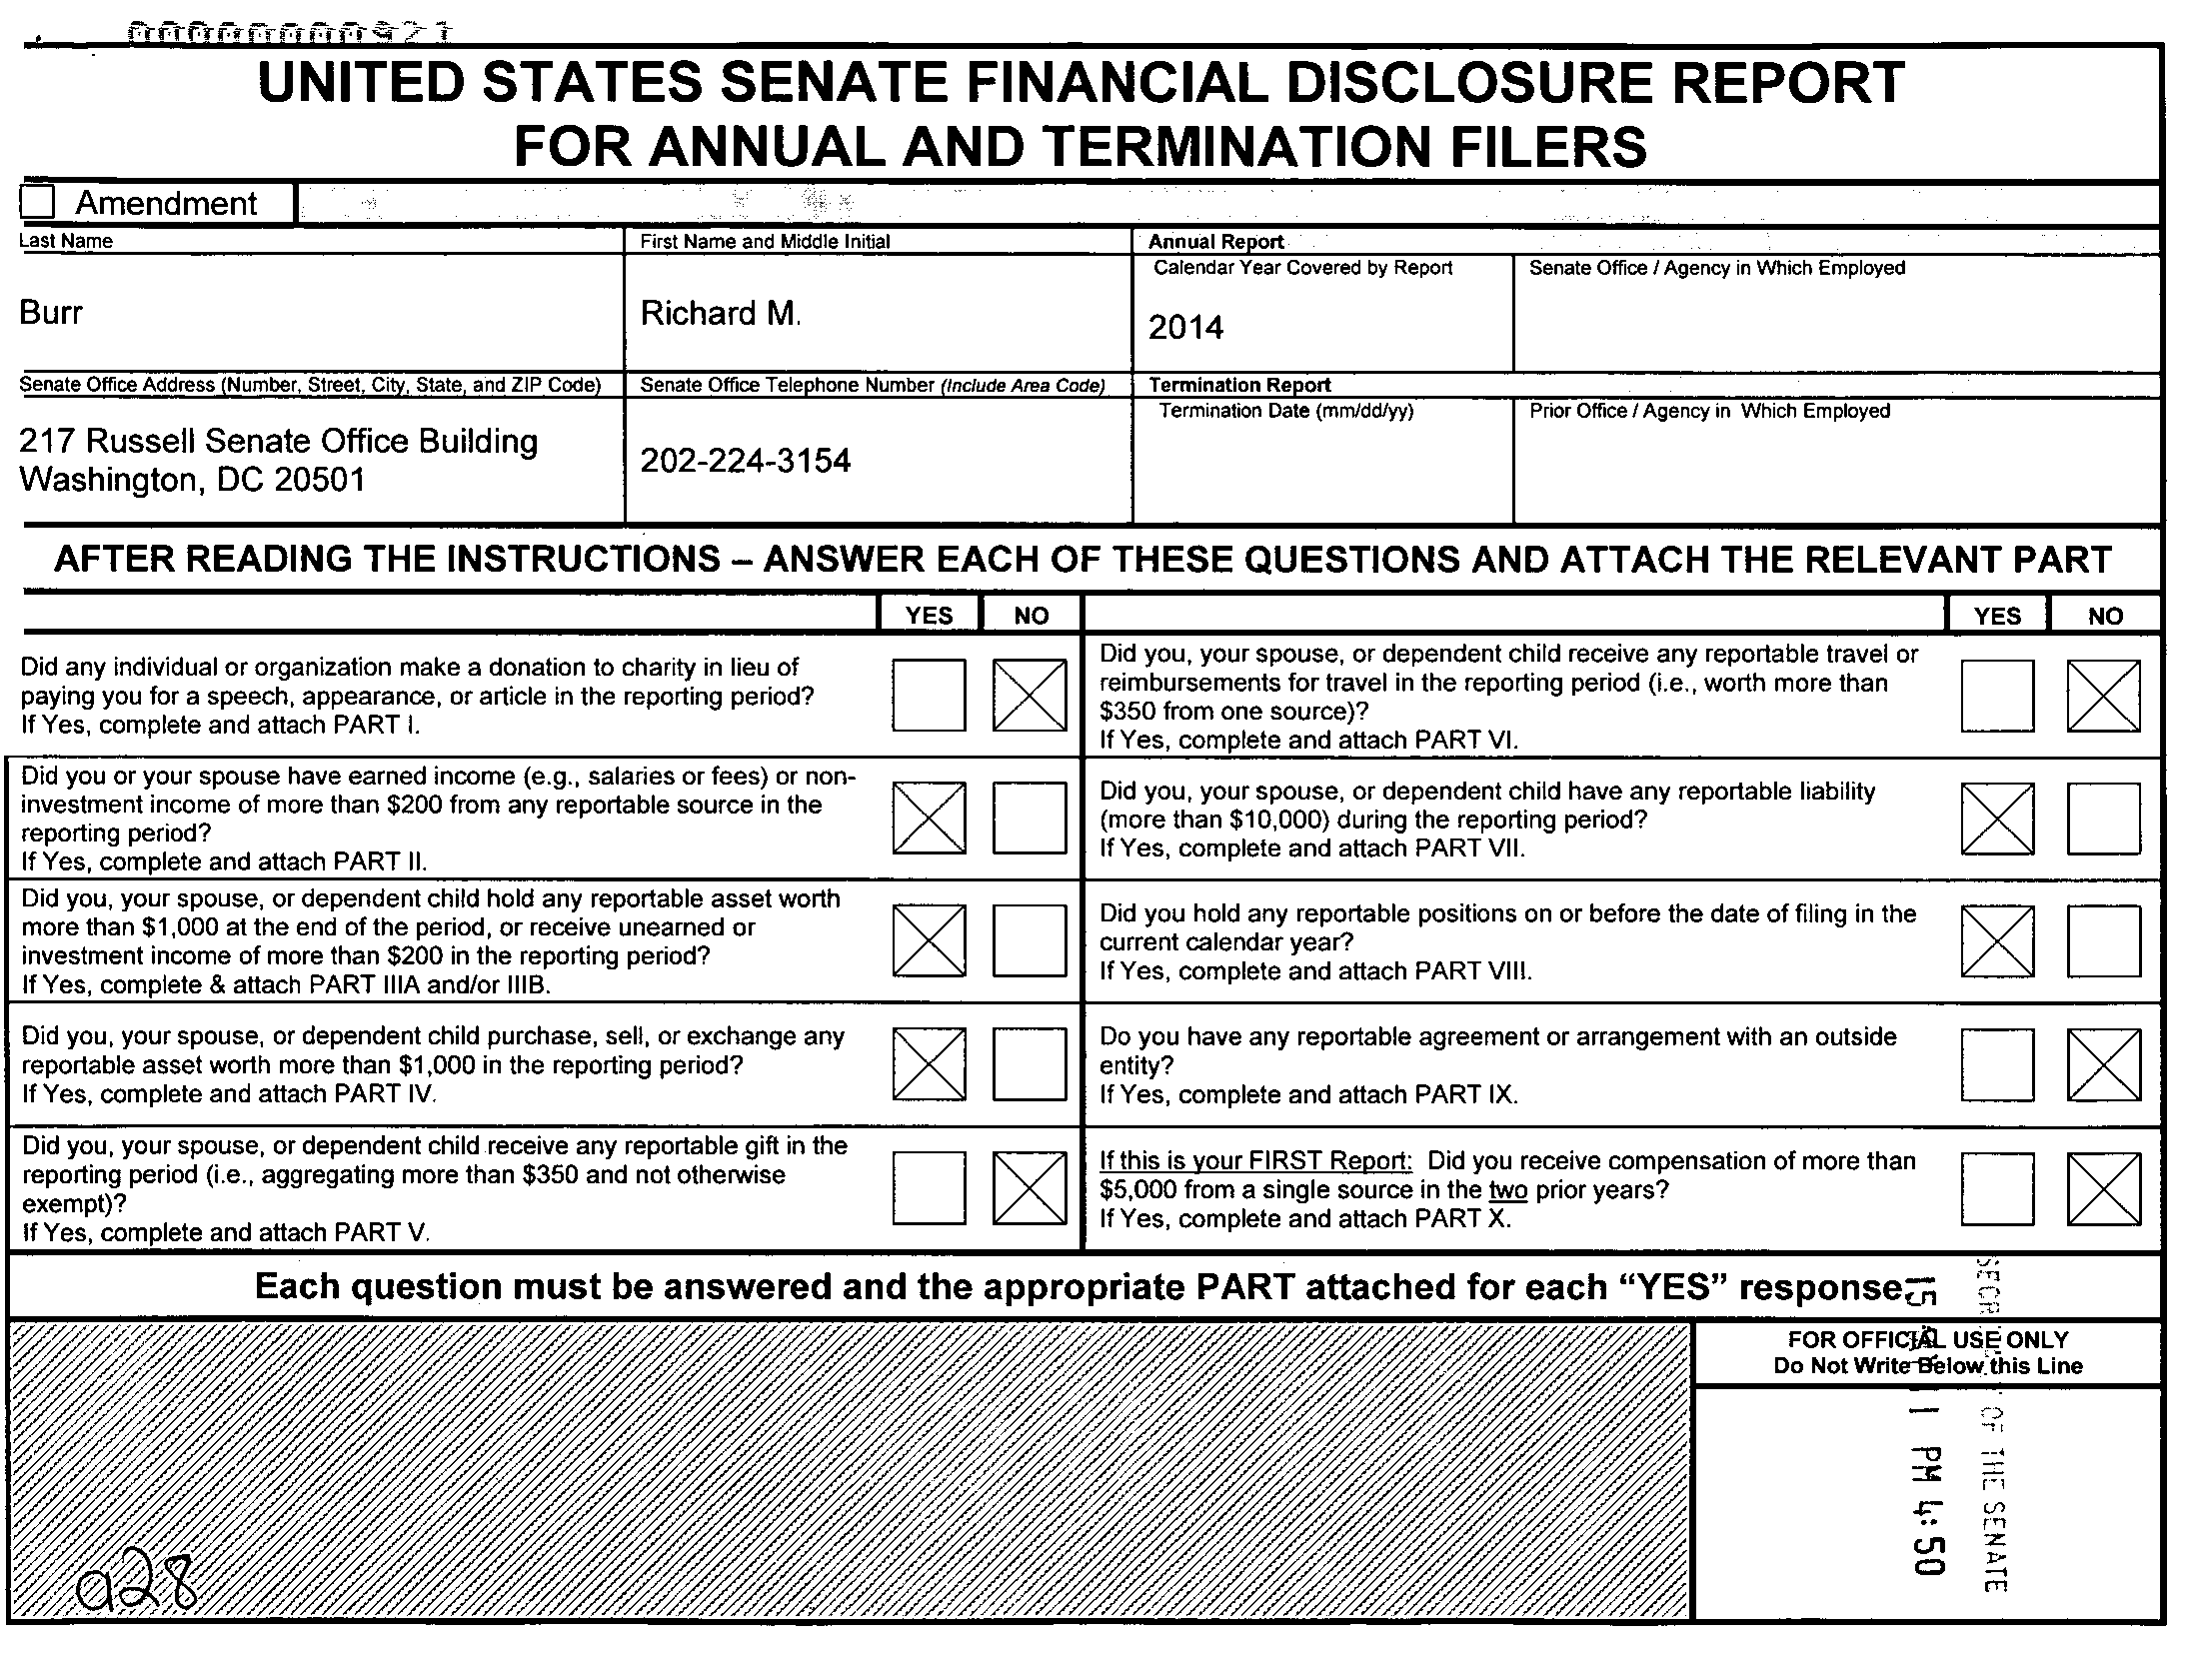 000000000921
UNITED STATES SENATE FINANCIAL DISCLOSURE REPORT
FOR ANNUAL AND TERMINATION FILERS
Amendment
Last Name
First Name and Middle Initial
Annual Report
Calendar Year Covered by Report
Senate Office / Agency in Which Employed
Burr
Richard M.
2014
Senate Office Address (Number, Street, City, State, and ZIP Code)
Senate Office Telephone Number (Include Area Code)
Termination Report
Termination Date (mm/dd/yy)
Prior Office / Agency in Which Employed
217 Russell Senate Office Building
Washington, DC 20501
202-224-3154
AFTER READING THE INSTRUCTIONS – ANSWER EACH OF THESE QUESTIONS AND ATTACH THE RELEVANT PART
YES NO
YES NO
Did any individual or organization make a donation to charity in lieu of
paying you for a speech, appearance, or article in the reporting period?
If Yes, complete and attach PART I.
Did you, your spouse, or dependent child receive any reportable travel or
reimbursements for travel in the reporting period (i.e., worth more than
$350 from one source)?
If Yes, complete and attach PART VI.
Did you or your spouse have earned income (e.g., salaries or fees) or non-
investment income of more than $200 from any reportable source in the
reporting period?
If Yes, complete and attach PART II.
Did you, your spouse, or dependent child have any reportable liability
(more than $10,000) during the reporting period?
If Yes, complete and attach PART VII.
Did you, your spouse, or dependent child hold any reportable asset worth
more than $1,000 at the end of the period, or receive unearned or
investment income of more than $200 in the reporting period?
If Yes, complete & attach PART IIIA and/or IIIB.
Did you hold any reportable positions on or before the date of filing in the
current calendar year?
If Yes, complete and attach PART VIII.
Did you, your spouse, or dependent child purchase, sell, or exchange any
reportable asset worth more than $1,000 in the reporting period?
If Yes, complete and attach PART IV.
Do you have any reportable agreement or arrangement with an outside
entity?
If Yes, complete and attach PART IX.
Did you, your spouse, or dependent child receive any reportable gift in the
reporting period (i.e., aggregating more than $350 and not otherwise
exempt)?
If Yes, complete and attach PART V.
If this is your FIRST Report: Did you receive compensation of more than
$5,000 from a single source in the two prior years?
If Yes, complete and attach PART X.
Each question must be answered and the appropriate PART attached for each “YES” response
FOR OFFICIAL USE ONLY
Do Not Write Below this Line
OF THE SENATE
15 PM 4:50
928